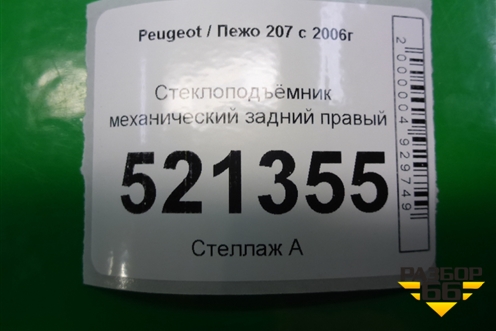 Peugeot / Пежо 207 с 2006г
Стеклоподъёмник
механический задний правый
521355
Стеллаж А
2000004929749
РАЗБОР
66